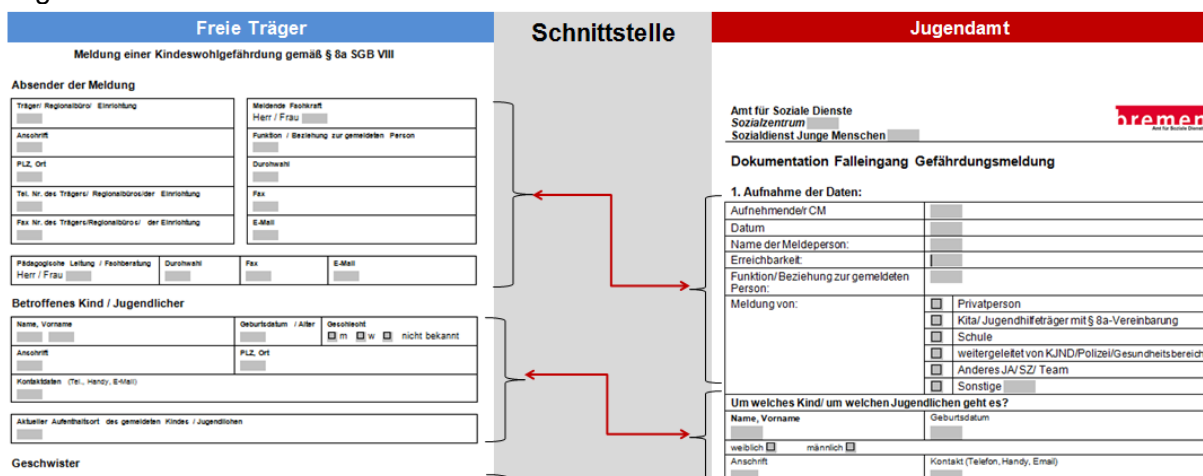 Freie Träger
Schnittstelle
Jugendamt
Meldung einer Kindeswohlgefährdung gemäß § 8a SGB VIII
Absender der Meldung
Träger/ Regionalbüro/ Einrichtung
Meldende Fachkraft
Herr / Frau
Anschrift
Funktion / Beziehung zur gemeldeten Person
PLZ, Ort
Durchwahl
Tel. Nr. des Trägers/ Regionalbüros/der Einrichtung
Fax
Fax Nr. des Trägers/Regionalbüros/ der Einrichtung
E-Mail
Pädagogische Leitung / Fachberatung
Herr / Frau
Durchwahl
Fax
E-Mail
Betroffenes Kind / Jugendlicher
Name, Vorname
Geburtsdatum / Alter
Geschlecht
m w nicht bekannt
Anschrift
PLZ, Ort
Kontaktdaten (Tel., Handy, E-Mail)
Aktueller Aufenthaltsort des gemeldeten Kindes / Jugendlichen
Geschwister
Amt für Soziale Dienste
Sozialzentrum
Sozialdienst Junge Menschen
bremen
Amt für Soziale Dienste
Dokumentation Falleingang Gefährdungsmeldung
1. Aufnahme der Daten:
Aufnehmende/r CM
Datum
Name der Meldeperson:
Erreichbarkeit:
Funktion/Beziehung zur gemeldeten
Person:
Meldung von:
Privatperson
Kita/ Jugendhilfeträger mit § 8a-Vereinbarung
Schule
weitergeleitet von KJND/Polizei/Gesundheitsbereich
Anderes JA/SZ/ Team
Sonstige
Um welches Kind/ um welchen Jugendlichen geht es?
Name, Vorname
Geburtsdatum
weiblich männlich
Anschrift
Kontakt (Telefon, Handy, Email)